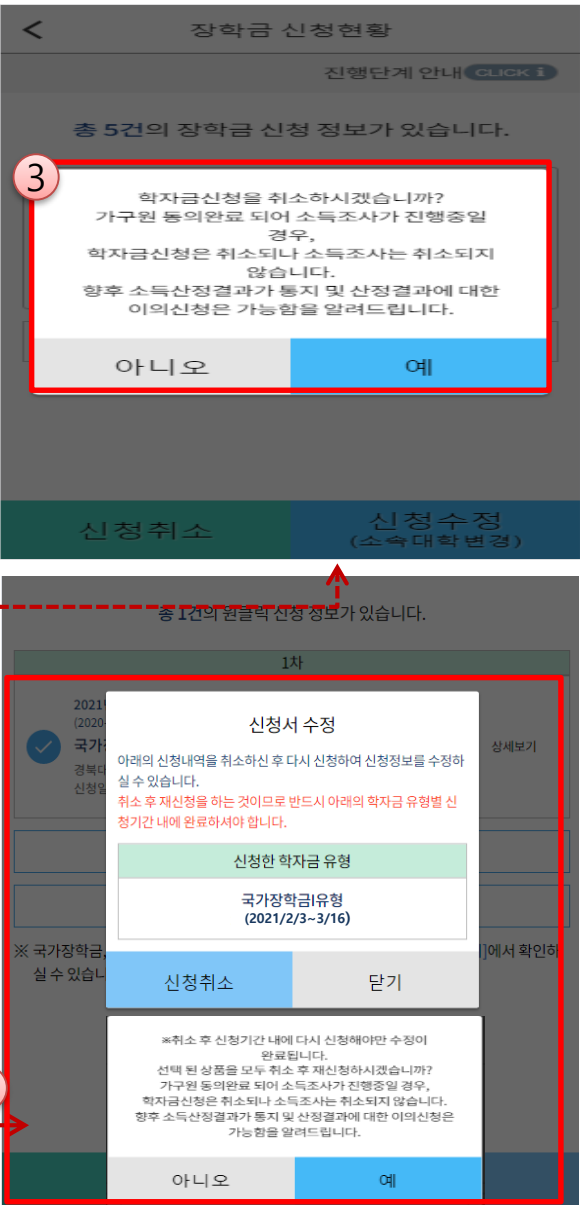 장학금 신청현황
진행단계 안내 CLICK i
총 5건의 장학금 신청 정보가 있습니다.
3
학자금신청을 취소하시겠습니까?
가구원 동의완료 되어 소득조사가 진행중일
경우,
학자금신청은 취소되나 소득조사는 취소되지
않습니다.
향후 소득산정결과가 통지 및 산정결과에 대한
이의신청은 가능함을 알려드립니다.
아니오 예
신청취소 신청수정
(소속대학변경)
총 1건의 원클릭 신청 정보가 있습니다.
1차
2021
(2020-
국가
경북대
신청일
상세보기
신청서 수정
아래의 신청내역을 취소하신 후 다시 신청하여 신청정보를 수정하
실 수 있습니다.
취소 후 재신청을 하는 것이므로 반드시 아래의 학자금 유형별 신
청기간 내에 완료하셔야 합니다.
신청한 학자금 유형
국가장학금I유형
(2021/2/3~3/16)
신청취소 닫기
※ 국가장학금, ]에서 확인하
실 수 있습니
※취소 후 신청기간 내에 다시 신청해야만 수정이
완료됩니다.
선택 된 상품을 모두 취소 후 재신청하시겠습니까?
가구원 동의완료 되어 소득조사가 진행중일 경우,
학자금신청은 취소되나 소득조사는 취소되지 않습니다.
향후 소득산정결과가 통지 및 산정결과에 대한 이의신청은
가능함을 알려드립니다.
아니오 예